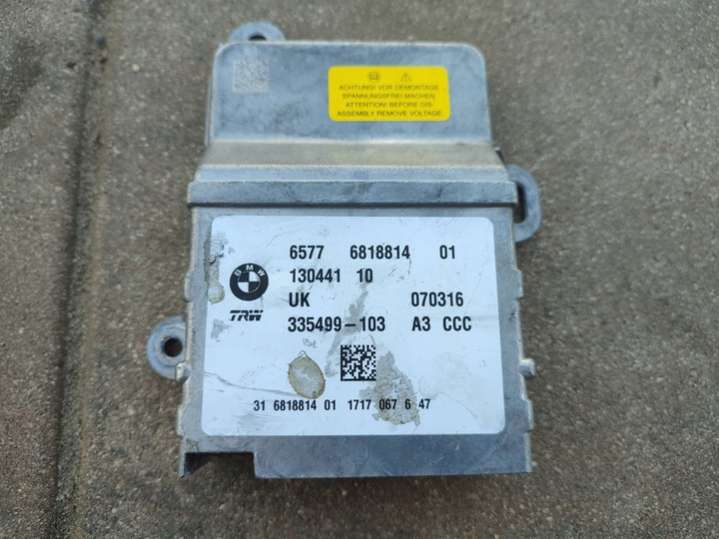 ACHTUNG! VOR DEMONTAGE
SPANNUNGSFREI MACHEN
ATTENTION! BEFORE DIS-
ASSEMBLY REMOVE VOLTAGE
BMW
6577 6818814 01
130441 10
UK 070316
TRW 335499-103 A3 CCC
31 6818814 01 1717 067 6 47